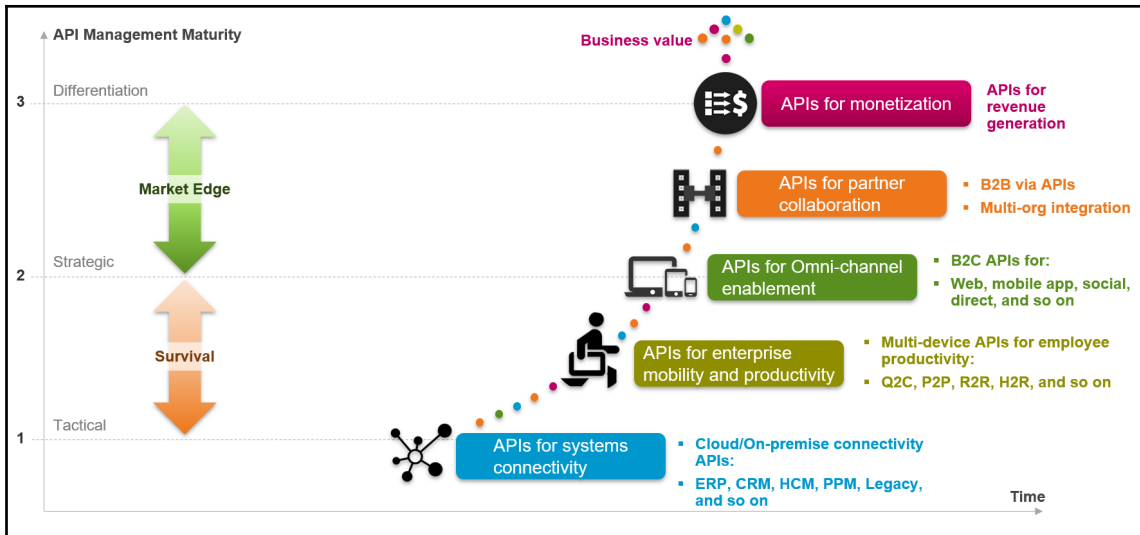 API Management Maturity
Business value
3
Differentiation
APIs for monetization
APIs for
revenue
generation
Market Edge
APIs for partner
collaboration
B2B via APIs
Multi-org integration
2
Strategic
APIs for Omni-channel
enablement
B2C APIs for:
Web, mobile app, social,
direct, and so on
Survival
APIs for enterprise
mobility and productivity
Multi-device APIs for employee
productivity:
Q2C, P2P, R2R, H2R, and so on
1
Tactical
APIs for systems
connectivity
Cloud/On-premise connectivity
APIs:
ERP, CRM, HCM, PPM, Legacy,
and so on
Time
$